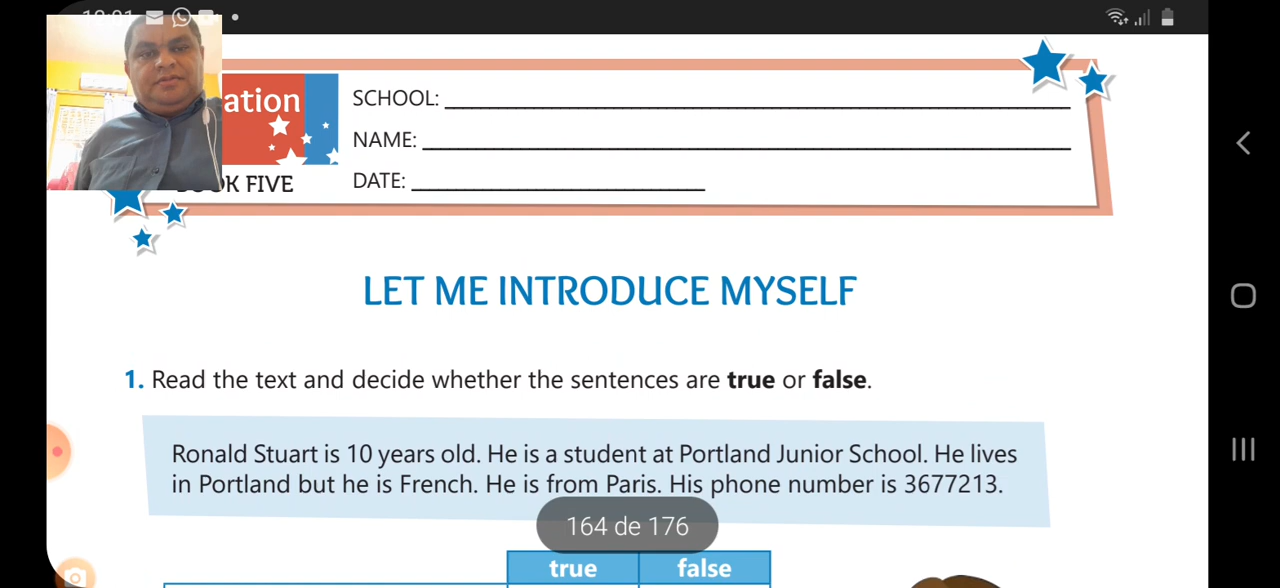 ation
SCHOOL:
NAME:
FIVE
DATE:
LET ME INTRODUCE MYSELF
1. Read the text and decide whether the sentences are true or false.
Ronald Stuart is 10 years old. He is a student at Portland Junior School. He lives
in Portland but he is French. He is from Paris. His phone number is 3677213.
164 de 176
true false